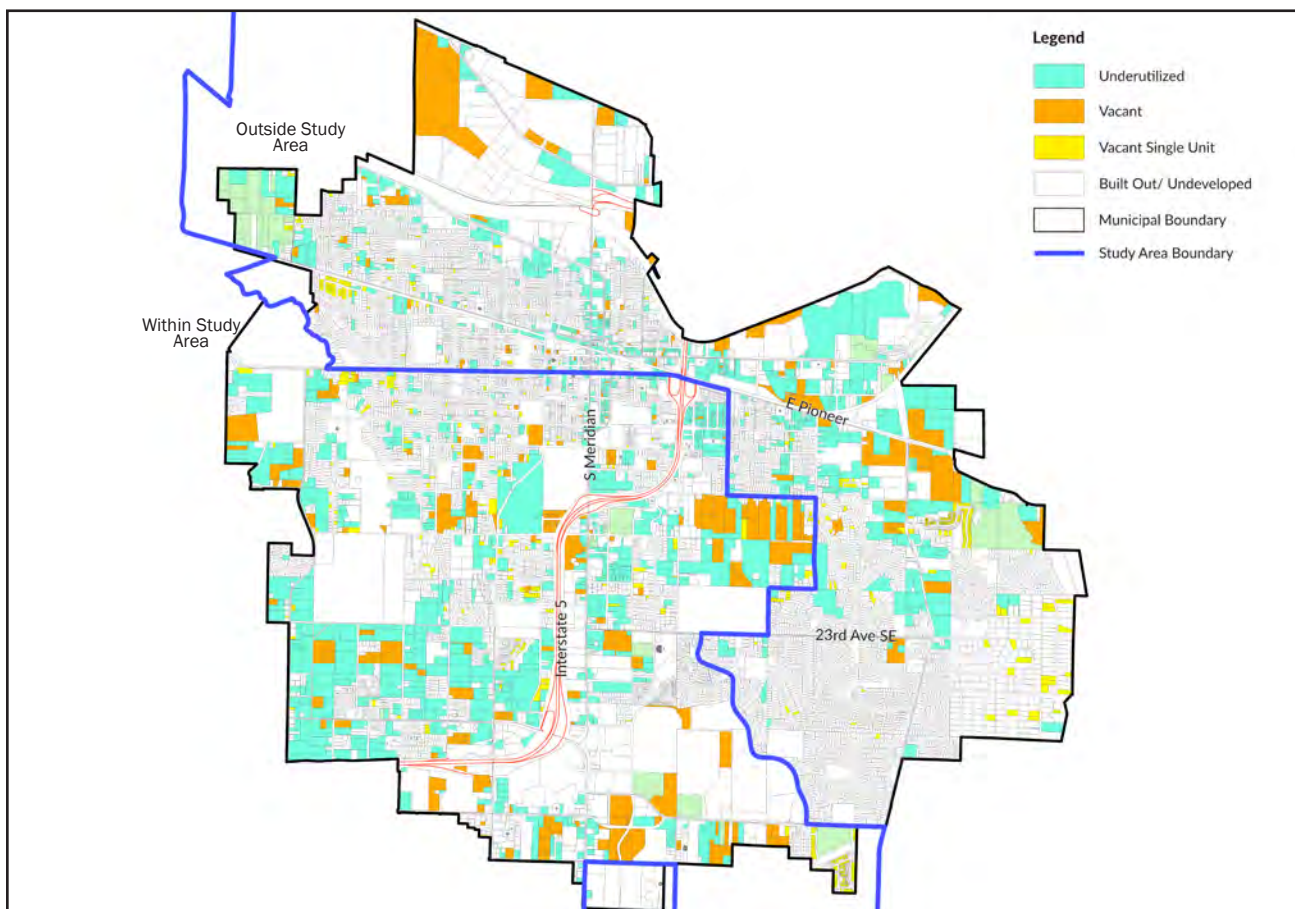 Legend
Underutilized
Vacant
Vacant Single Unit
Built Out/ Undeveloped
Municipal Boundary
Study Area Boundary
Outside Study
Area
Within Study
Area
S Meridian
E Pioneer
Interstate 5
23rd Ave SE